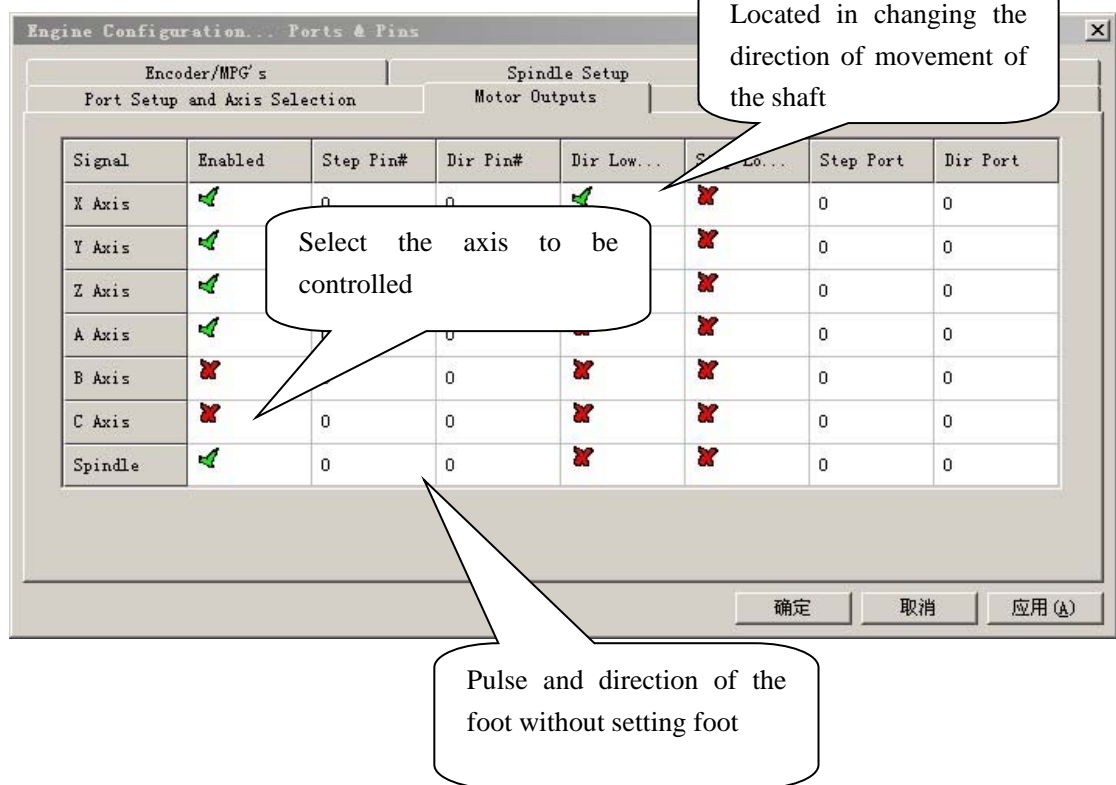 Located in changing the
direction of movement of
the shaft
Engine Configuration... Ports & Pins
Encoder/MPG's
Spindle Setup
Port Setup and Axis Selection
Motor Outputs
Signal Enabled Step Pin# Dir Pin# Dir Low... Step Lo... Step Port Dir Port
X Axis 0 0 0 0
Y Axis 0 0
Z Axis 0 0
A Axis 0 0 0 0
B Axis 0 0 0
C Axis 0 0 0 0
Spindle 0 0 0 0
Select the axis to be
controlled
确定 取消 应用(A)
Pulse and direction of the
foot without setting foot